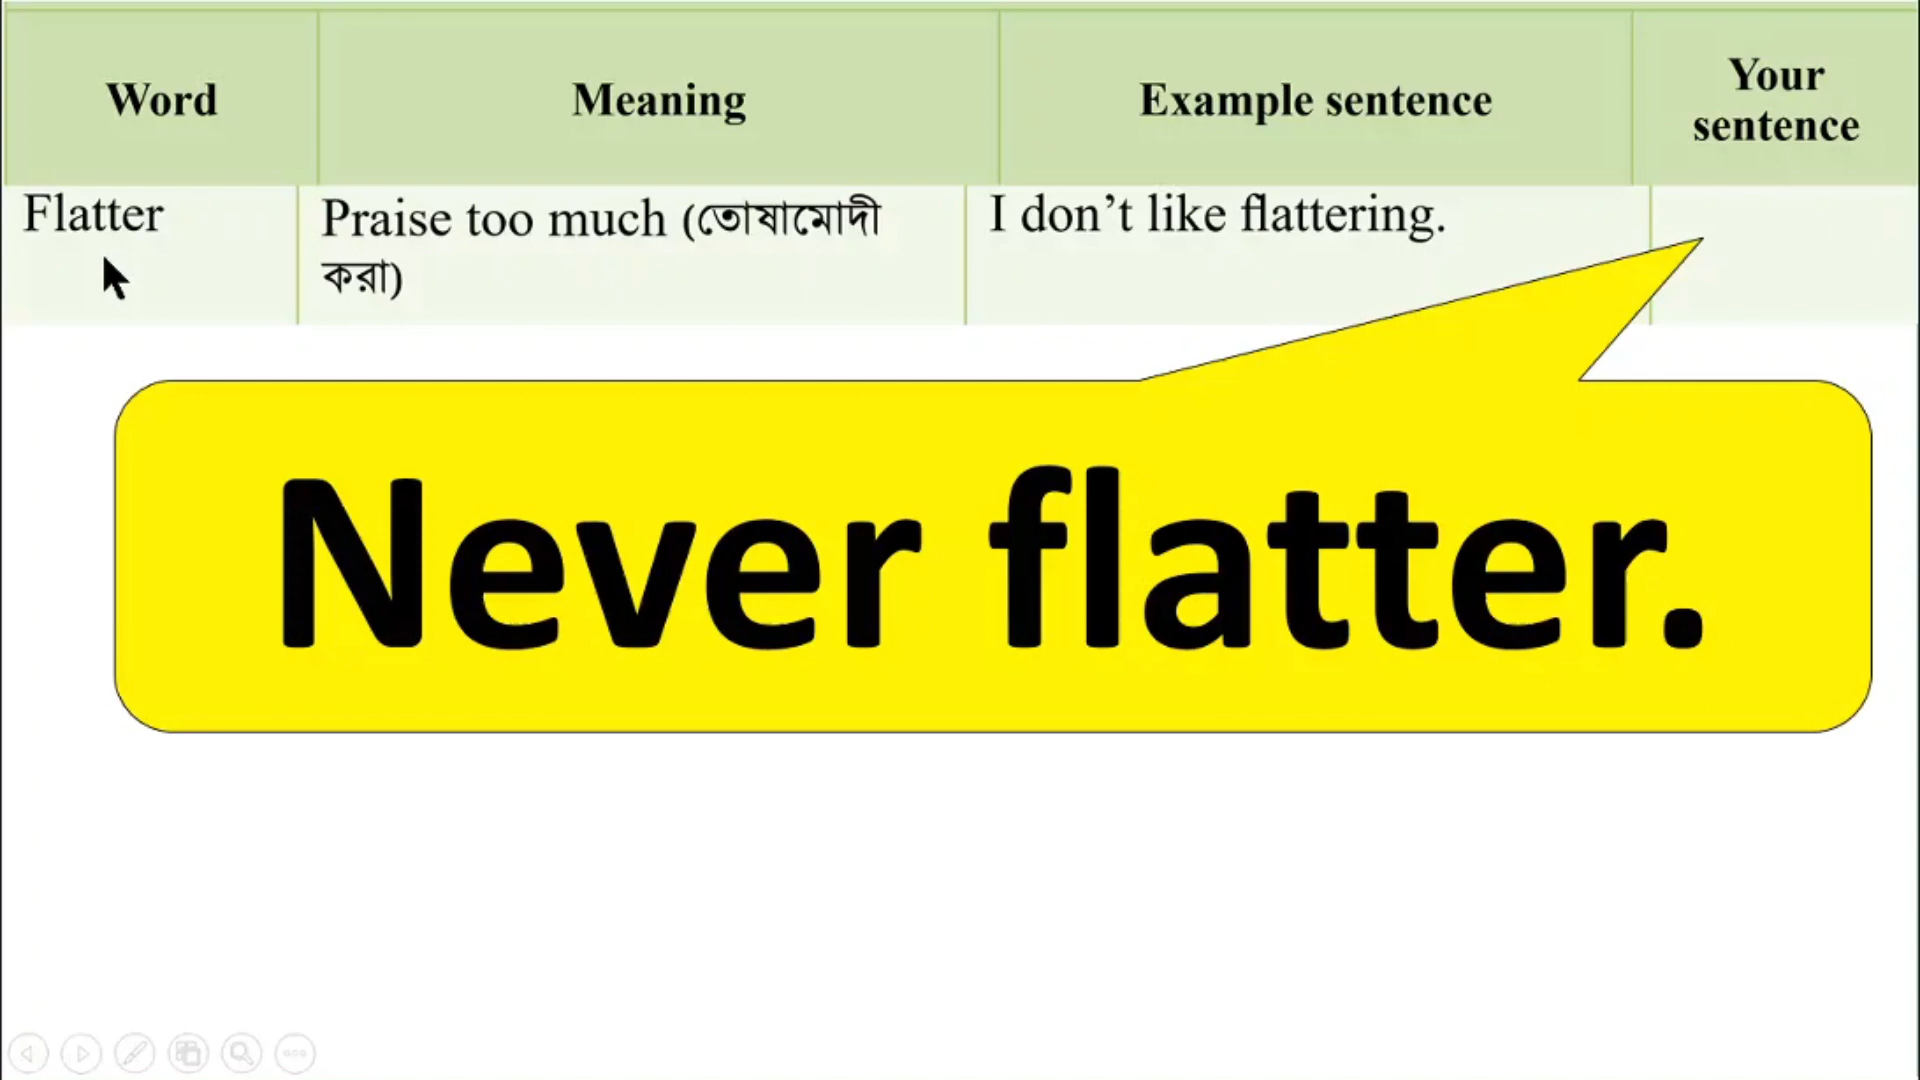 Word
Meaning
Example sentence
Your
sentence
Flatter
Praise too much (তোষামোদী
করা)
I don’t like flattering.
Never flatter.